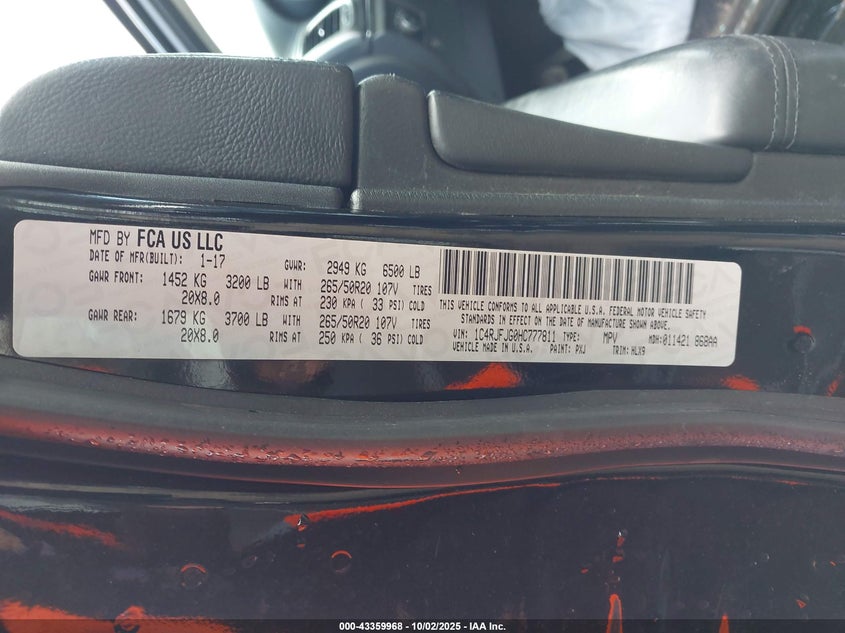 MFD BY FCA US LLC
DATE OF MFR(BUILT): 1-17 GVWR: 2949 KG 6500 LB
GAWR FRONT: 1452 KG 3200 LB WITH 265/50R20 107V TIRES
20X8.0 RIMS AT 230 KPA ( 33 PSI) COLD
GAWR REAR: 1679 KG 3700 LB WITH 265/50R20 107V TIRES
20X8.0 RIMS AT 250 KPA ( 36 PSI) COLD
THIS VEHICLE CONFORMS TO ALL APPLICABLE U.S.A. FEDERAL MOTOR VEHICLE SAFETY
STANDARDS IN EFFECT ON THE DATE OF MANUFACTURE SHOWN ABOVE.
VIN: 1C4RJFJG0HC777811 TYPE: MPV MDH: 011421 868AA
VEHICLE MADE IN U.S.A. PAINT: PXJ TRIM: HLX9
000-43359968 - 10/02/2025 - IAA Inc.